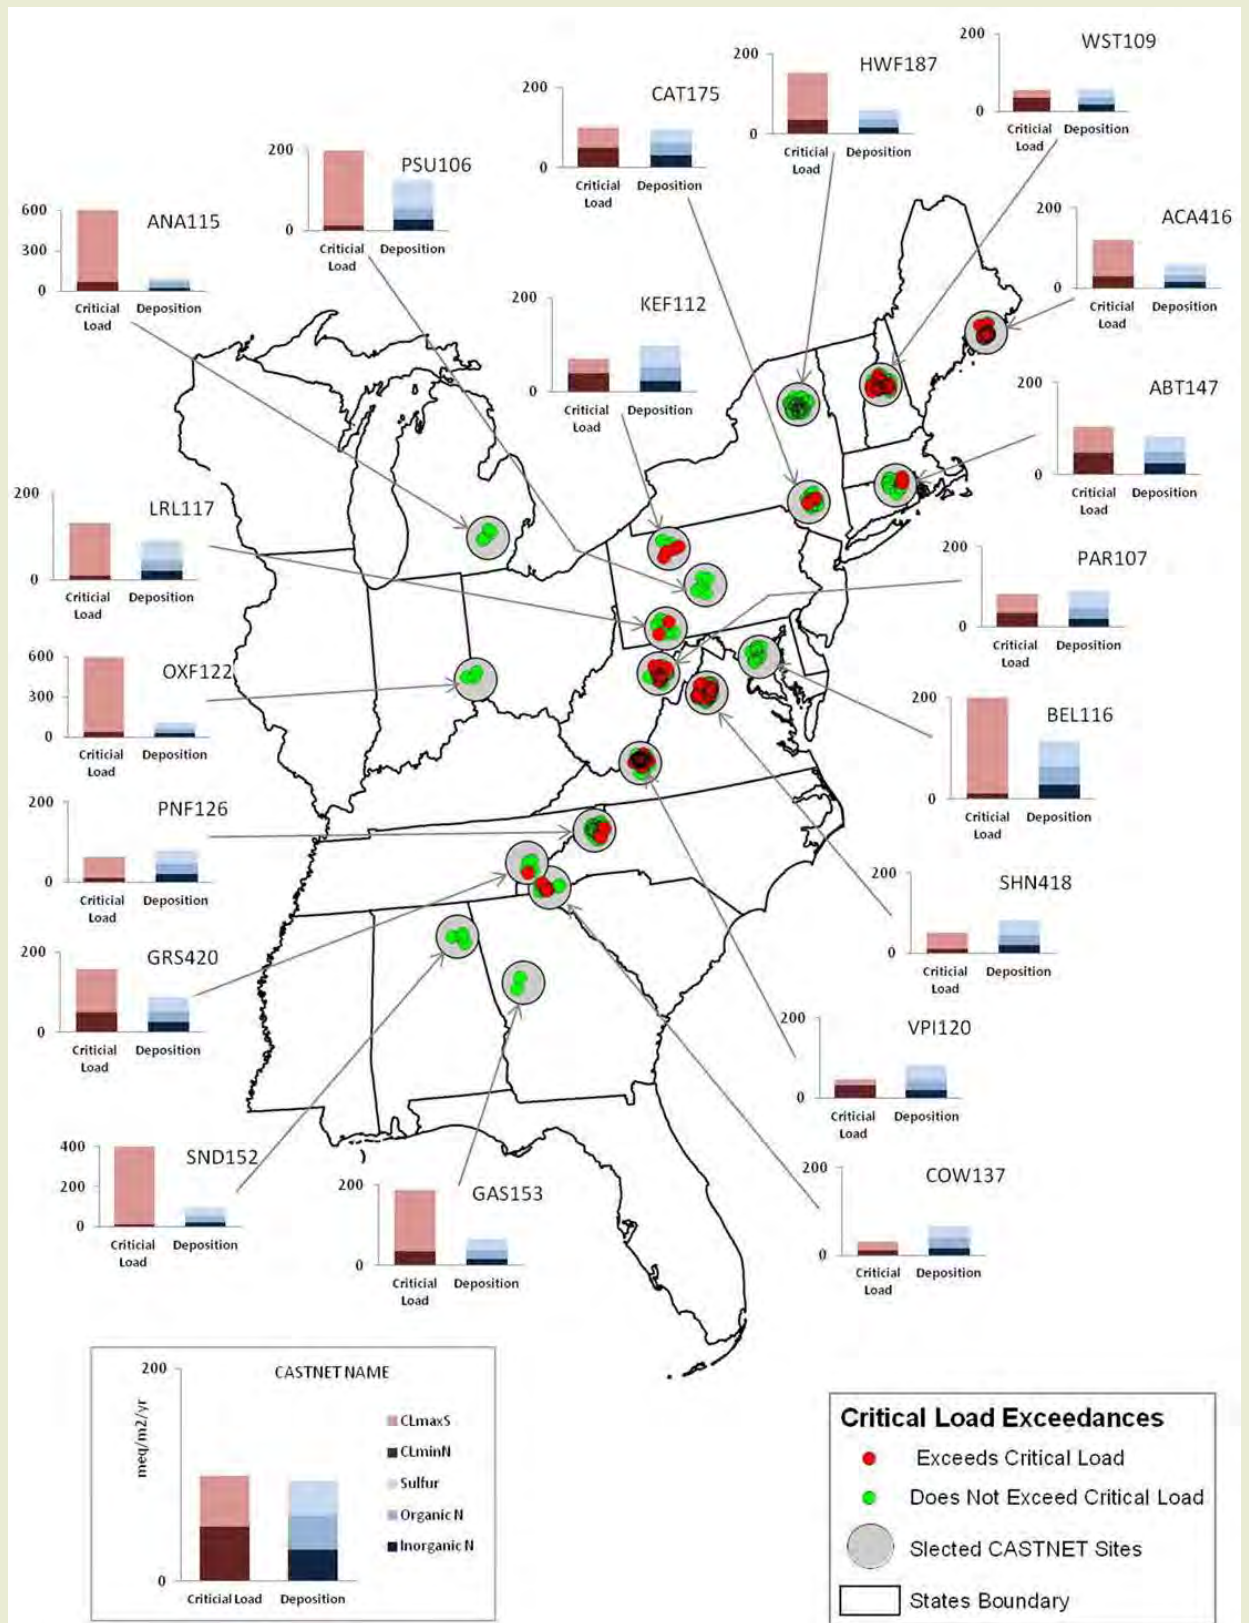 WST109
200
0
Criticial Deposition
Load
HWF187
200
0
Criticial Deposition
Load
CAT175
200
0
Criticial Deposition
Load
PSU106
200
0
Criticial Deposition
Load
ANA115
600
300
0
Criticial Deposition
Load
ACA416
200
0
Criticial Deposition
Load
KEF112
200
0
Criticial Deposition
Load
ABT147
200
0
Criticial Deposition
Load
LRL117
200
0
Criticial Deposition
Load
PAR107
200
0
Criticial Deposition
Load
OXF122
600
300
0
Criticial Deposition
Load
BEL116
200
0
Criticial Deposition
Load
PNF126
200
0
Criticial Deposition
Load
SHN418
200
0
Criticial Deposition
Load
GRS420
200
0
Criticial Deposition
Load
VPI120
200
0
Criticial Deposition
Load
SND152
400
200
0
Criticial Deposition
Load
GAS153
200
0
Criticial Deposition
Load
COW137
200
0
Criticial Deposition
Load
CASTNET NAME
200
0
meq/m2/yr
CLmaxS
CLminN
Sulfur
Organic N
Inorganic N
Criticial Load Deposition
Critical Load Exceedances
Exceeds Critical Load
Does Not Exceed Critical Load
Slected CASTNET Sites
States Boundary